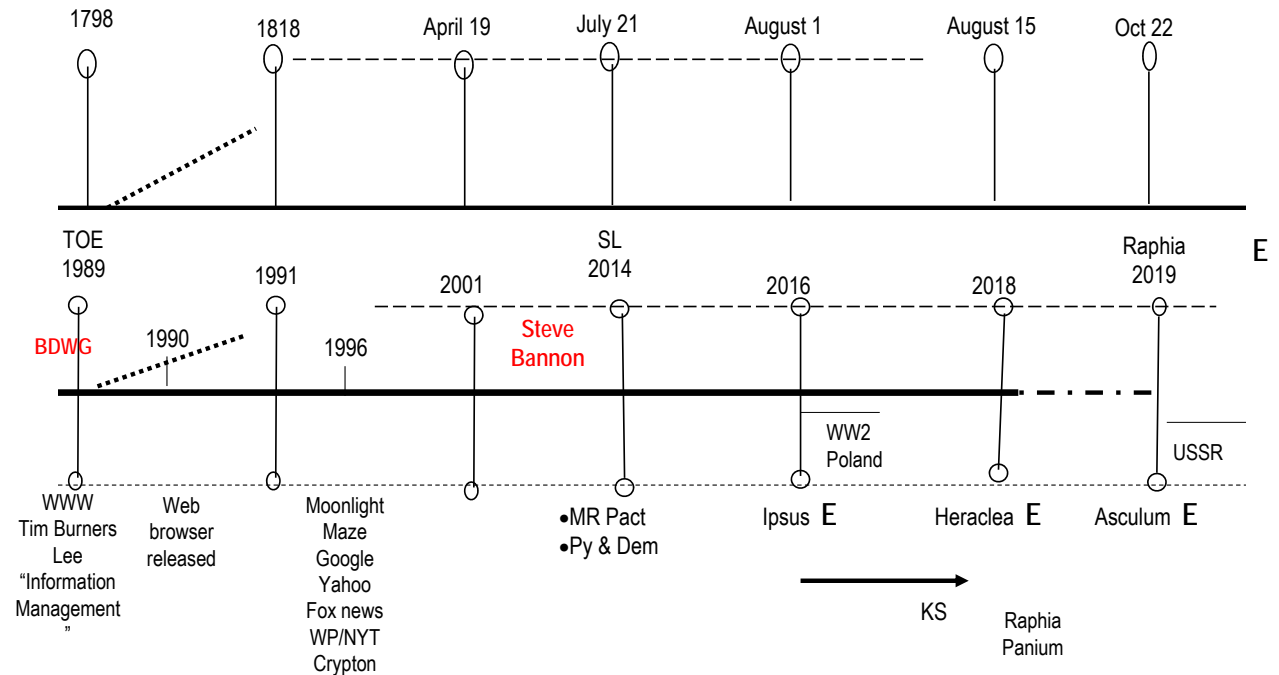 1798
1818
April 19
July 21
August 1
August 15
Oct 22
TOE
1989
1991
2001
SL
2014
2016
2018
Raphia
2019
E
BDWG
1990
1996
Steve
Bannon
WW2
Poland
USSR
WWW
Tim Burners
Lee
“Information
Management
”
Web
browser
released
Moonlight
Maze
Google
Yahoo
Fox news
WP/NYT
Crypton
•MR Pact
•Py & Dem
Ipsus E
Heraclea E
Asculum E
KS
Raphia
Panium